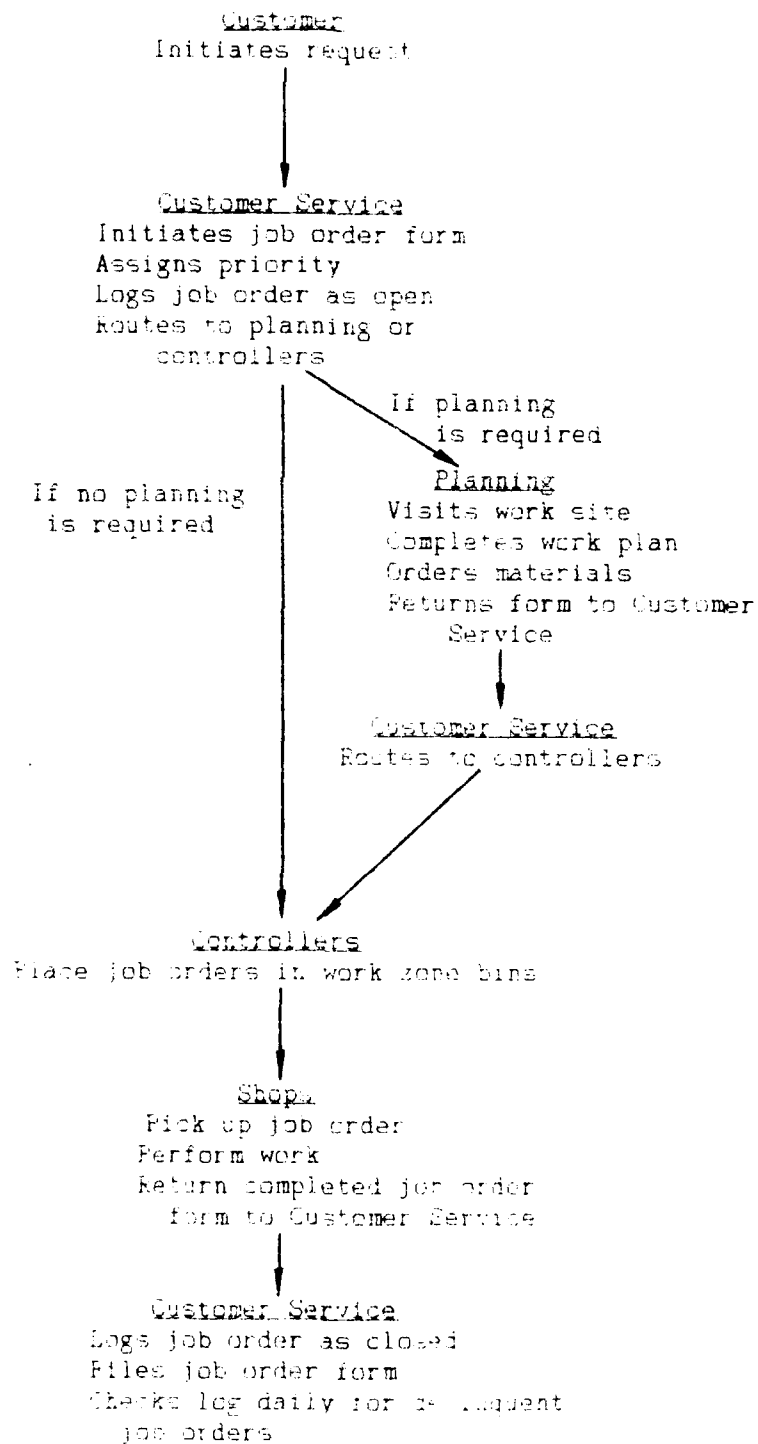 Customer
Initiates request
Customer Service
Initiates job order form
Assigns priority
Logs job order as open
Routes to planning or
controllers
If planning
is required
If no planning
is required
Planning
Visits work site
Completes work plan
Orders materials
Returns form to Customer
Service
Customer Service
Routes to controllers
Controllers
Place job orders in work zone bins
Shops
Pick up job order
Perform work
Return completed job order
form to Customer Service
Customer Service
Logs job order as closed
Files job order form
Checks log daily for
job orders